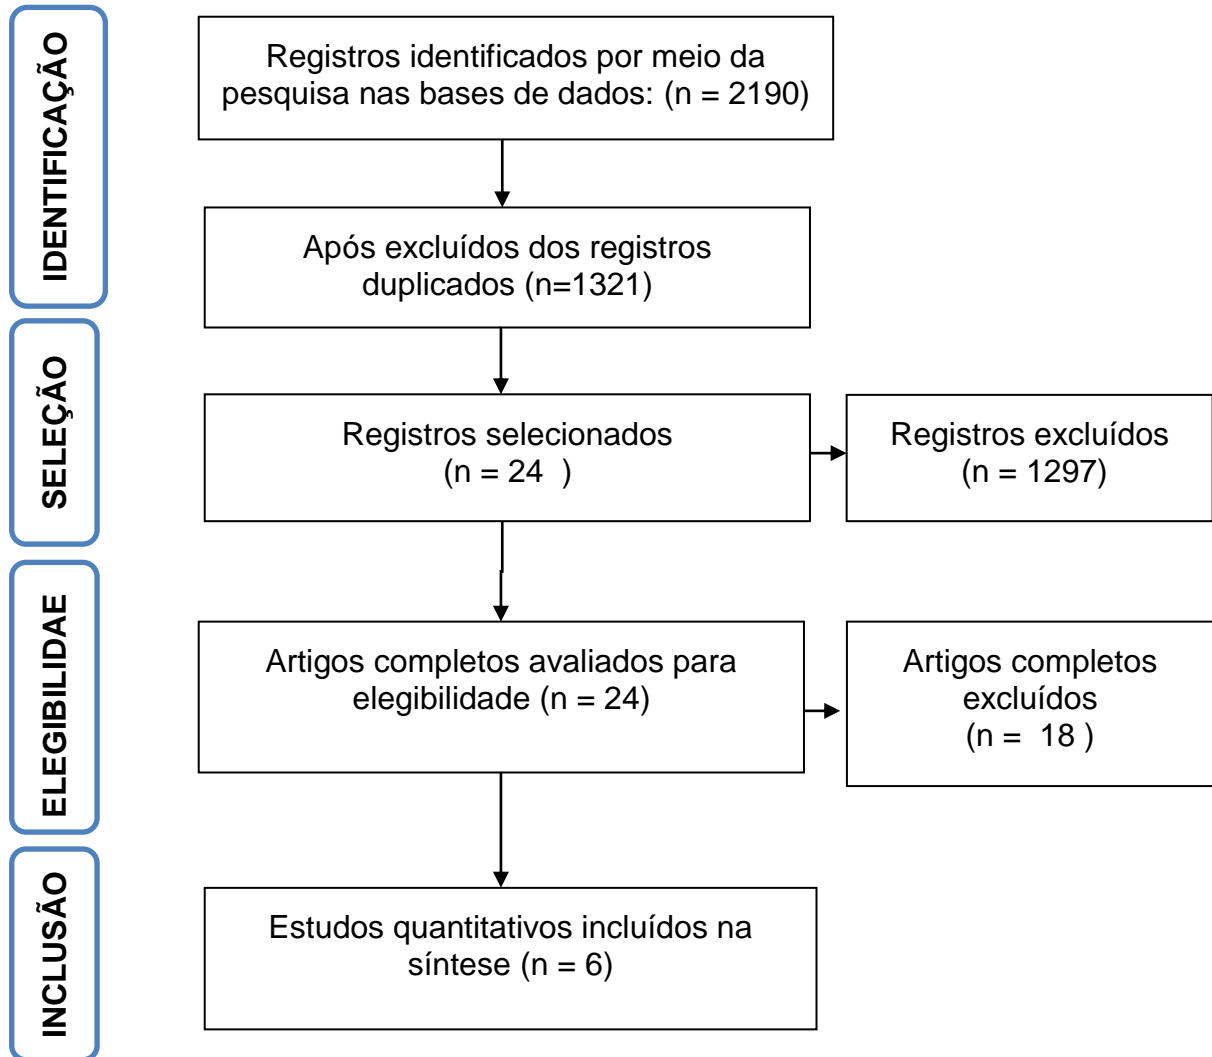 IDENTIFICAÇÃO
Registros identificados por meio da
pesquisa nas bases de dados: (n = 2190)
Após excluídos dos registros
duplicados (n=1321)
SELEÇÃO
Registros selecionados
(n = 24 )
Registros excluídos
(n = 1297)
ELEGIBILIDAE
Artigos completos avaliados para
elegibilidade (n = 24)
Artigos completos
excluídos
(n = 18 )
INCLUSÃO
Estudos quantitativos incluídos na
síntese (n = 6)